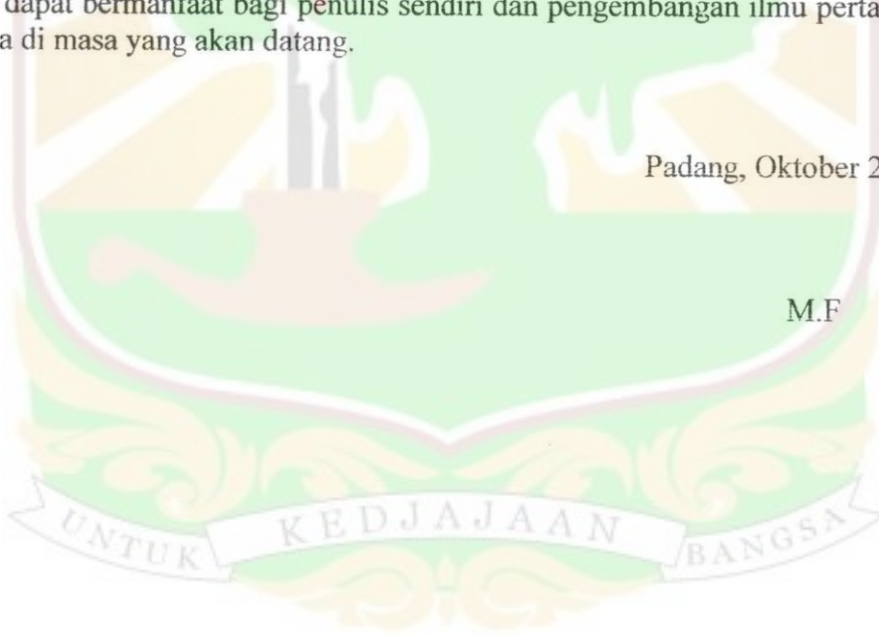 dapat bermanfaat bagi penulis sendiri dan pengembangan ilmu perta
a di masa yang akan datang.
Padang, Oktober 2
M.F
UNTUK KEDJAJAAN BANGSA